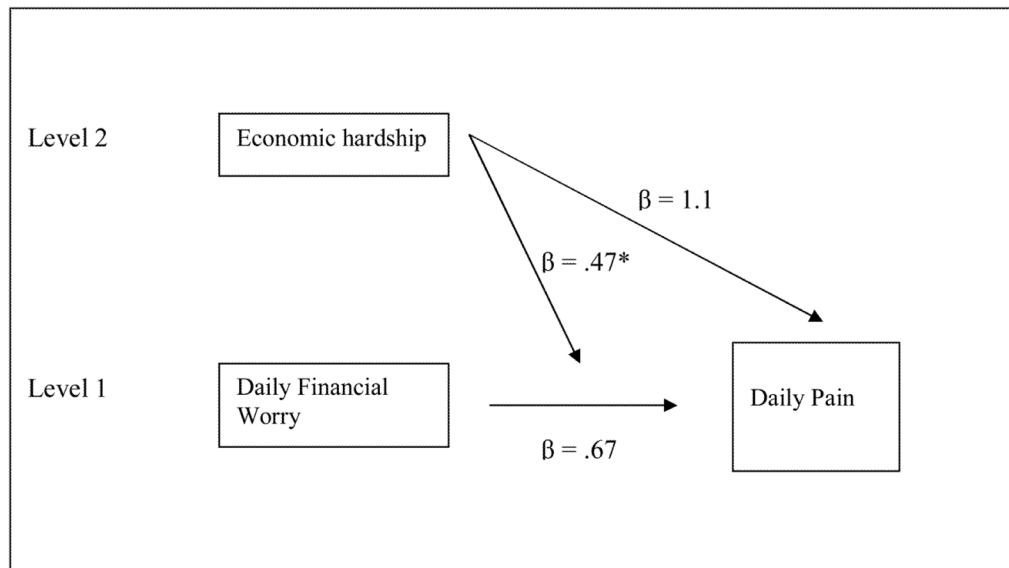 Level 2
Economic hardship
β = 1.1
β = .47*
Level 1
Daily Financial
Worry
Daily Pain
β = .67